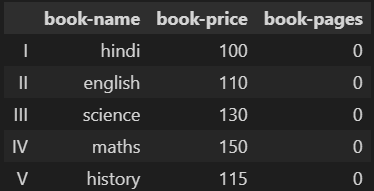 book-name book-price book-pages
I hindi 100 0
II english 110 0
III science 130 0
IV maths 150 0
V history 115 0